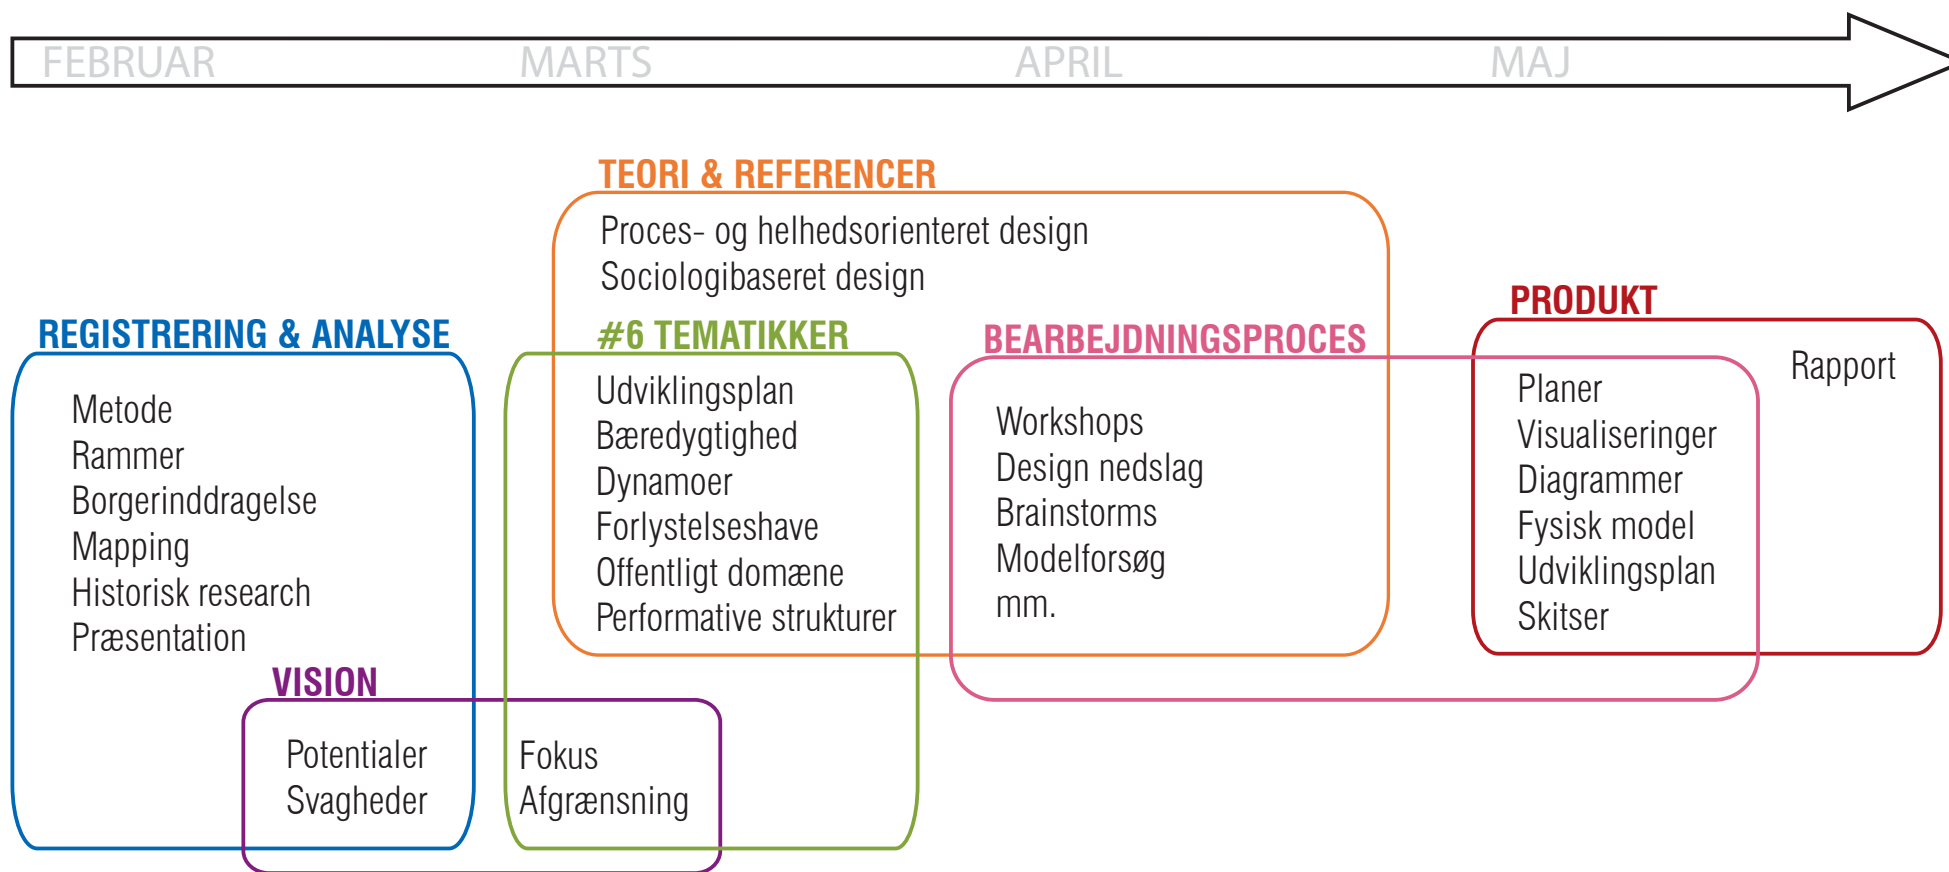 FEBRUAR MARTS APRIL MAJ
TEORI & REFERENCER
Proces- og helhedsorienteret design
Sociologibaseret design
REGISTRERING & ANALYSE
Metode
Rammer
Borgerinddragelse
Mapping
Historisk research
Præsentation
VISION
Potentialer
Svagheder
Fokus
Afgrænsning
#6 TEMATIKKER
Udviklingsplan
Bæredygtighed
Dynamoer
Forlystelseshave
Offentligt domæne
Performative strukturer
BEARBEJDNINGSPROCES
Workshops
Design nedslag
Brainstorms
Modelforsøg
mm.
PRODUKT
Planer
Visualiseringer
Diagrammer
Fysisk model
Udviklingsplan
Skitser
Rapport